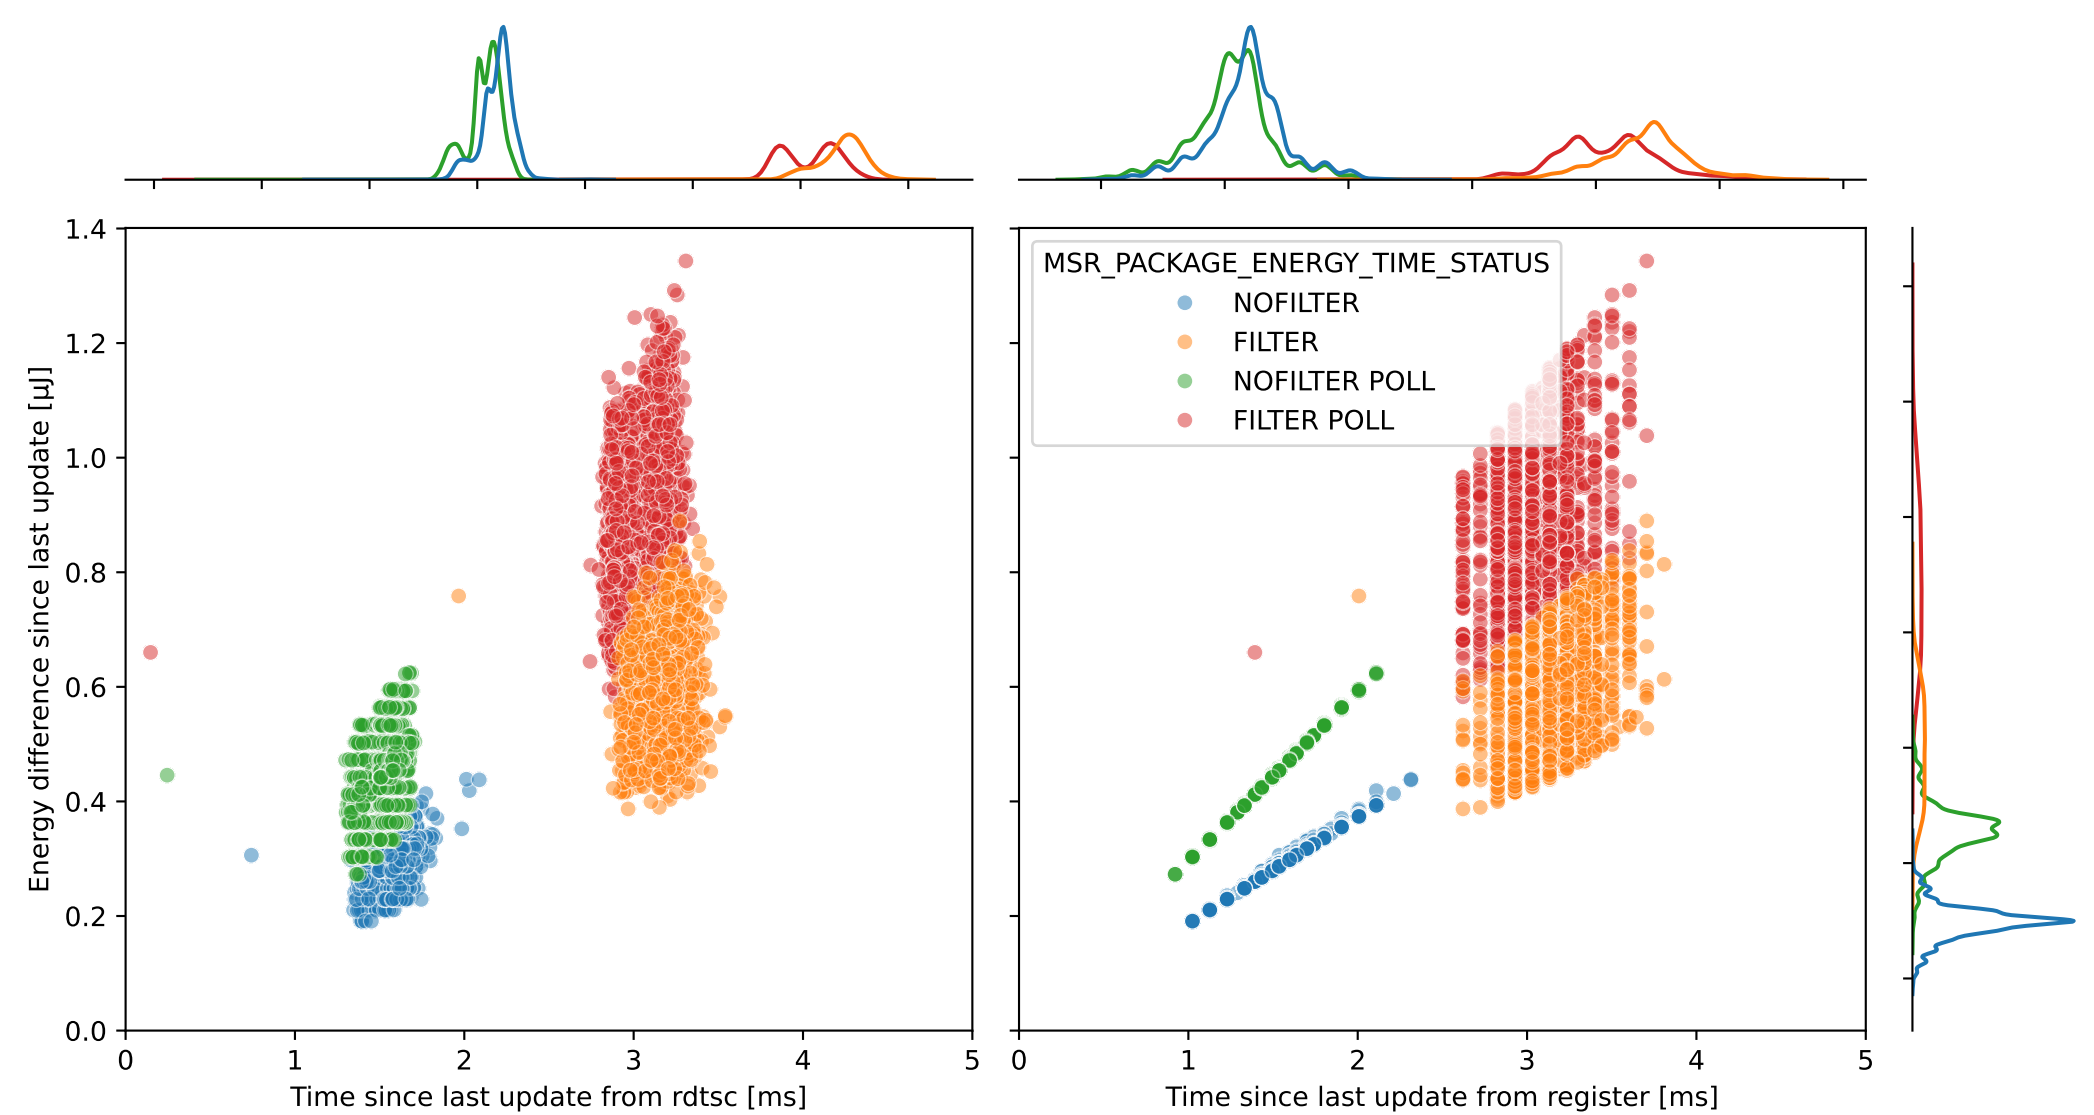 1.4
1.2
1.0
0.8
0.6
0.4
0.2
0.0
Energy difference since last update [µJ]
0 1 2 3 4 5
Time since last update from rdtsc [ms]
MSR_PACKAGE_ENERGY_TIME_STATUS
NOFILTER
FILTER
NOFILTER POLL
FILTER POLL
0 1 2 3 4 5
Time since last update from register [ms]